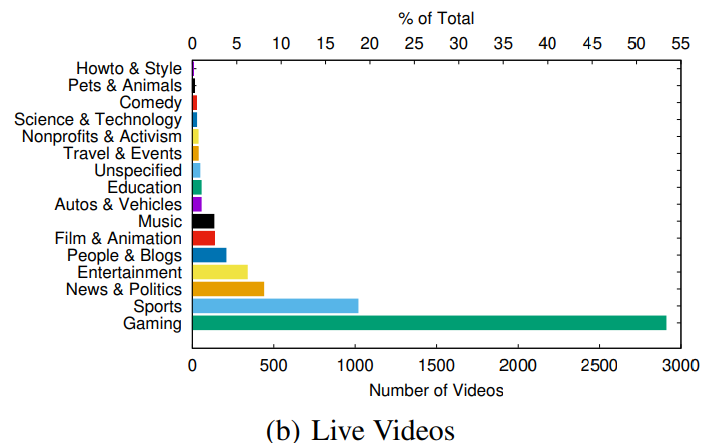 % of Total
0 5 10 15 20 25 30 35 40 45 50 55
Howto & Style
Pets & Animals
Comedy
Science & Technology
Nonprofits & Activism
Travel & Events
Unspecified
Education
Autos & Vehicles
Music
Film & Animation
People & Blogs
Entertainment
News & Politics
Sports
Gaming
0 500 1000 1500 2000 2500 3000
Number of Videos
(b) Live Videos